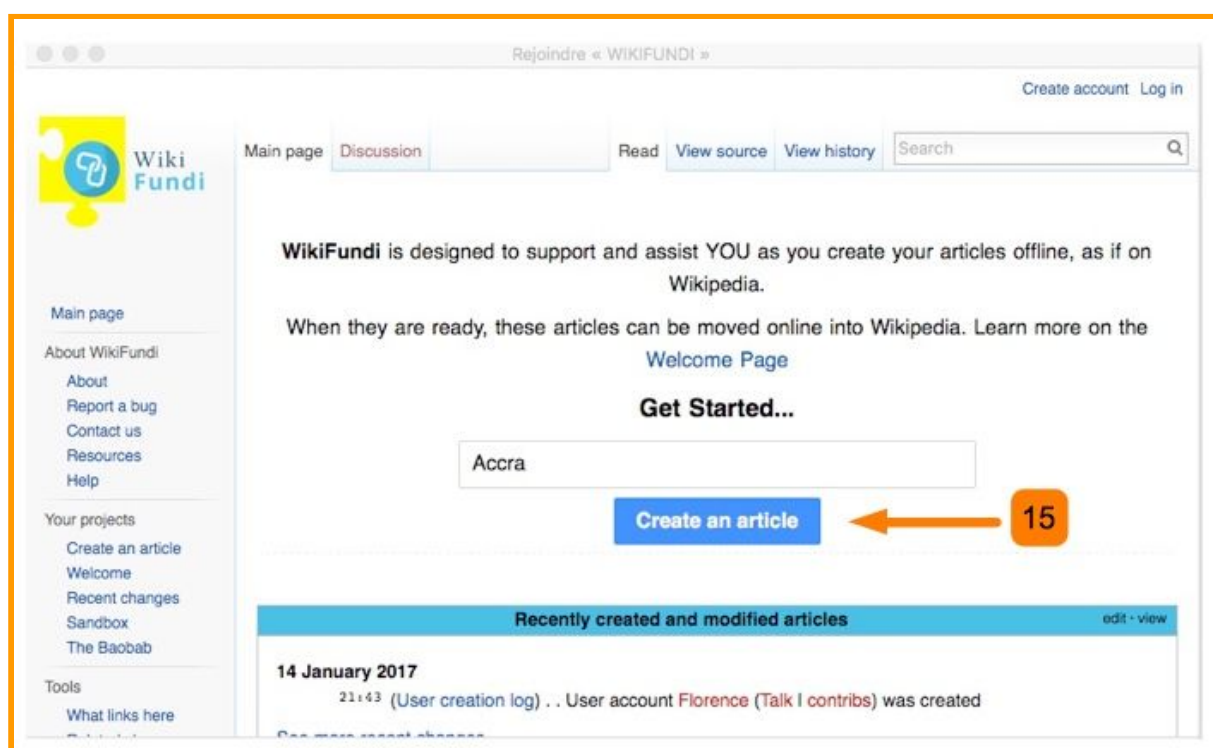 Rejoindre « WIKIFUNDI »
Create account Log in
Wiki
Fundi
Main page Discussion Read View source View history Search
WikiFundi is designed to support and assist YOU as you create your articles offline, as if on
Wikipedia.
When they are ready, these articles can be moved online into Wikipedia. Learn more on the
Welcome Page
Get Started...
Accra
Create an article
15
Main page
About WikiFundi
About
Report a bug
Contact us
Resources
Help
Your projects
Create an article
Welcome
Recent changes
Sandbox
The Baobab
Tools
What links here
Recently created and modified articles edit · view
14 January 2017
21:43 (User creation log) . . User account Florence (Talk | contribs) was created
See more recent changes